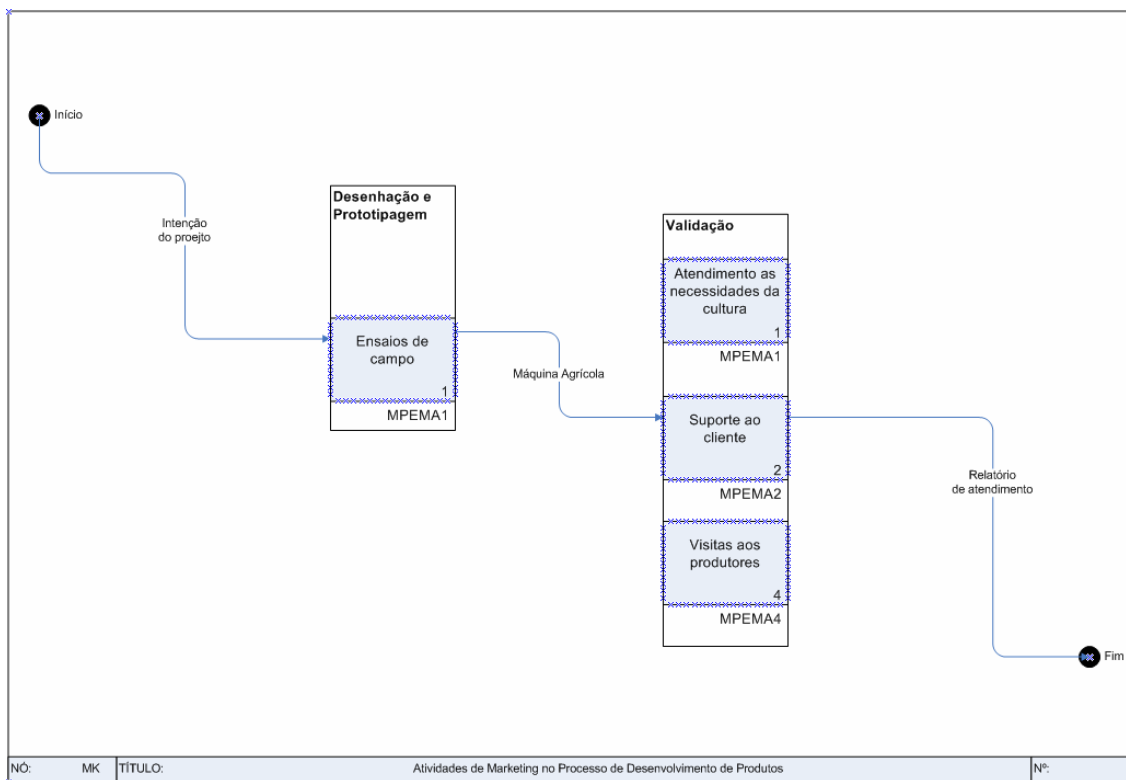 Início
Intenção
do proejto
Desenhação e
Prototipagem
Ensaios de
campo
1
MPEMA1
Máquina Agrícola
Validação
Atendimento as
necessidades da
cultura
1
MPEMA1
Suporte ao
cliente
2
MPEMA2
Visitas aos
produtores
4
MPEMA4
Relatório
de atendimento
Fim
NÓ: MK TÍTULO: Atividades de Marketing no Processo de Desenvolvimento de Produtos Nº: